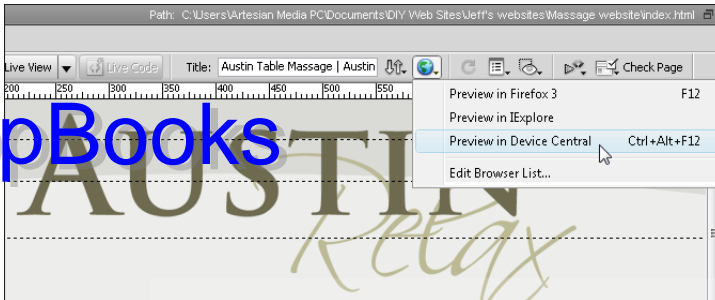 Path: C:\Users\Artesian Media PC\Documents\DIY Web Sites\Jeff's websites\Massage website\index.html
Live View Live Code Title: Austin Table Massage | Austin Check Page
200 250 300 350 400 450 500 550
Preview in Firefox 3 F12
Preview in IExplore
Preview in Device Central Ctrl+Alt+F12
Edit Browser List...
pBooks
AUSTIN
Relax